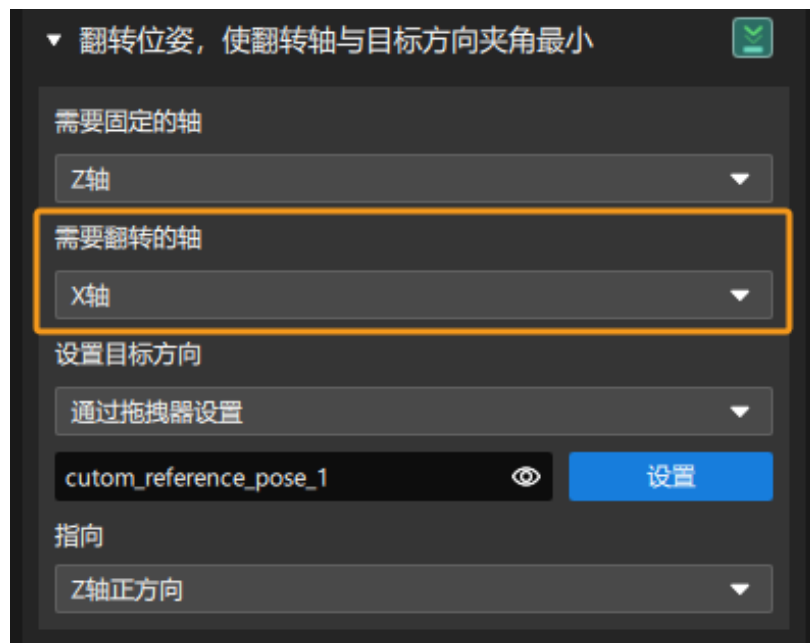 翻转位姿，使翻转轴与目标方向夹角最小
需要固定的轴
Z轴
需要翻转的轴
X轴
设置目标方向
通过拖拽器设置
cutom_reference_pose_1
设置
指向
Z轴正方向